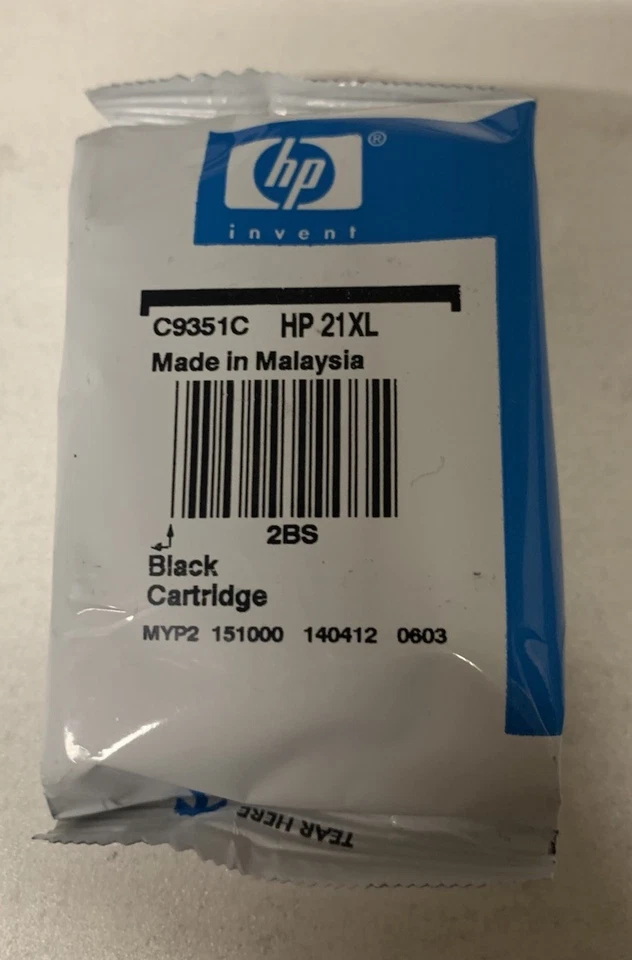 hp ®
invent
C9351C HP 21XL
Made in Malaysia
2BS
Black
Cartridge
MYP2 151000 140412 0603
TEAR HERE